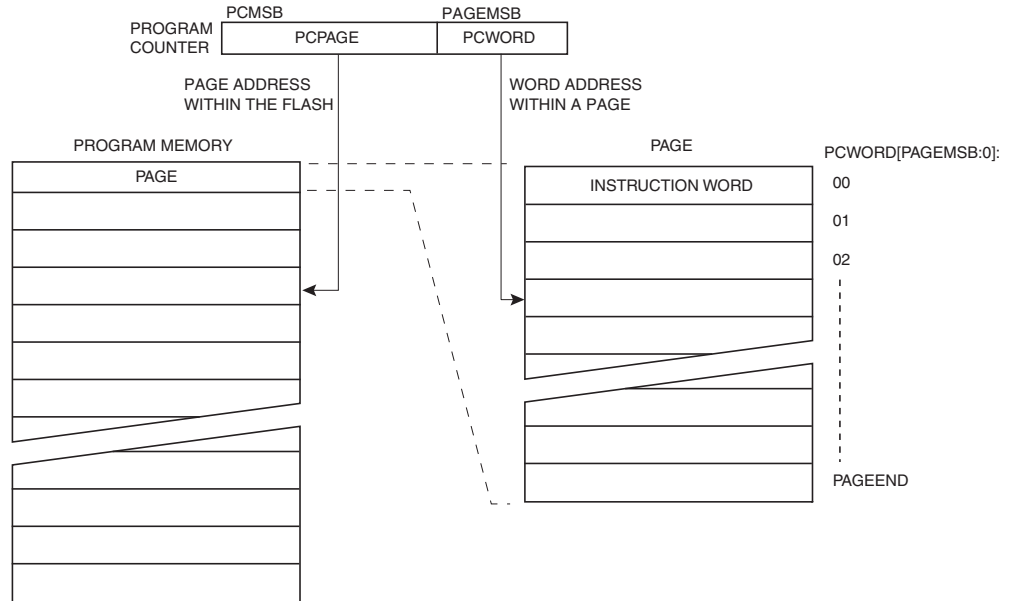 PCMSB
PAGEMSB
PROGRAM
COUNTER
PCPAGE
PCWORD
PAGE ADDRESS
WITHIN THE FLASH
WORD ADDRESS
WITHIN A PAGE
PROGRAM MEMORY
PAGE
PAGE
INSTRUCTION WORD
PCWORD[PAGEMSB:0]:
00
01
02
PAGEEND